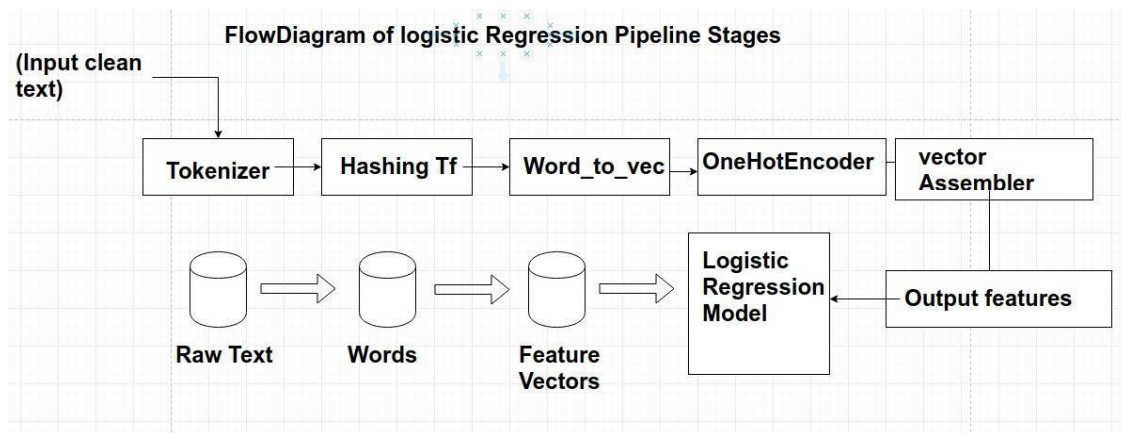 FlowDiagram of logistic Regression Pipeline Stages
(Input clean
text)
Tokenizer
Hashing Tf
Word_to_vec
OneHotEncoder
vector
Assembler
Logistic
Regression
Model
Output features
Raw Text
Words
Feature
Vectors